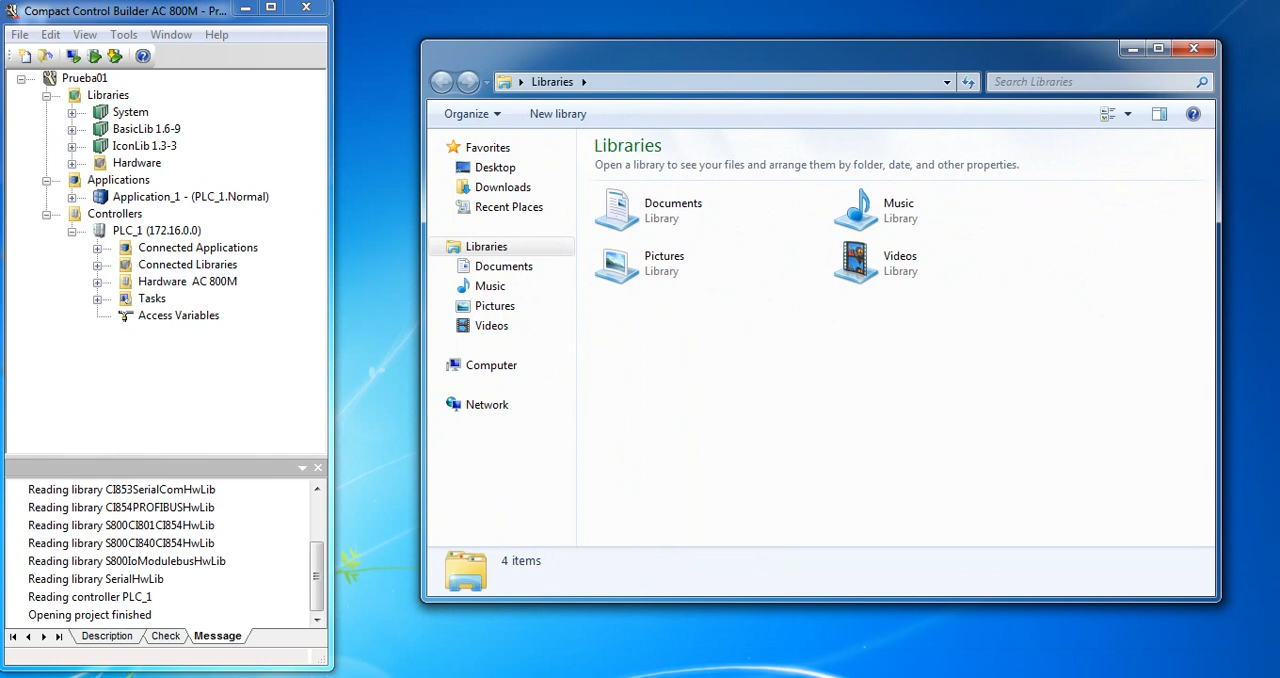 Compact Control Builder AC 800M - Pr...
File Edit View Tools Window Help
Prueba01
Libraries
System
BasicLib 1.6-9
IconLib 1.3-3
Hardware
Applications
Application_1 - (PLC_1.Normal)
Controllers
PLC_1 (172.16.0.0)
Connected Applications
Connected Libraries
Hardware AC 800M
Tasks
Access Variables
Reading library CI853SerialComHwLib
Reading library CI854PROFIBUSHwLib
Reading library S800CI801CI854HwLib
Reading library S800CI840CI854HwLib
Reading library S800IoModulebusHwLib
Reading library SerialHwLib
Reading controller PLC_1
Opening project finished
Description Check Message
Libraries
Search Libraries
Organize New library
Favorites
Desktop
Downloads
Recent Places
Libraries
Documents
Music
Pictures
Videos
Computer
Network
Libraries
Open a library to see your files and arrange them by folder, date, and other properties.
Documents
Library
Music
Library
Pictures
Library
Videos
Library
4 items